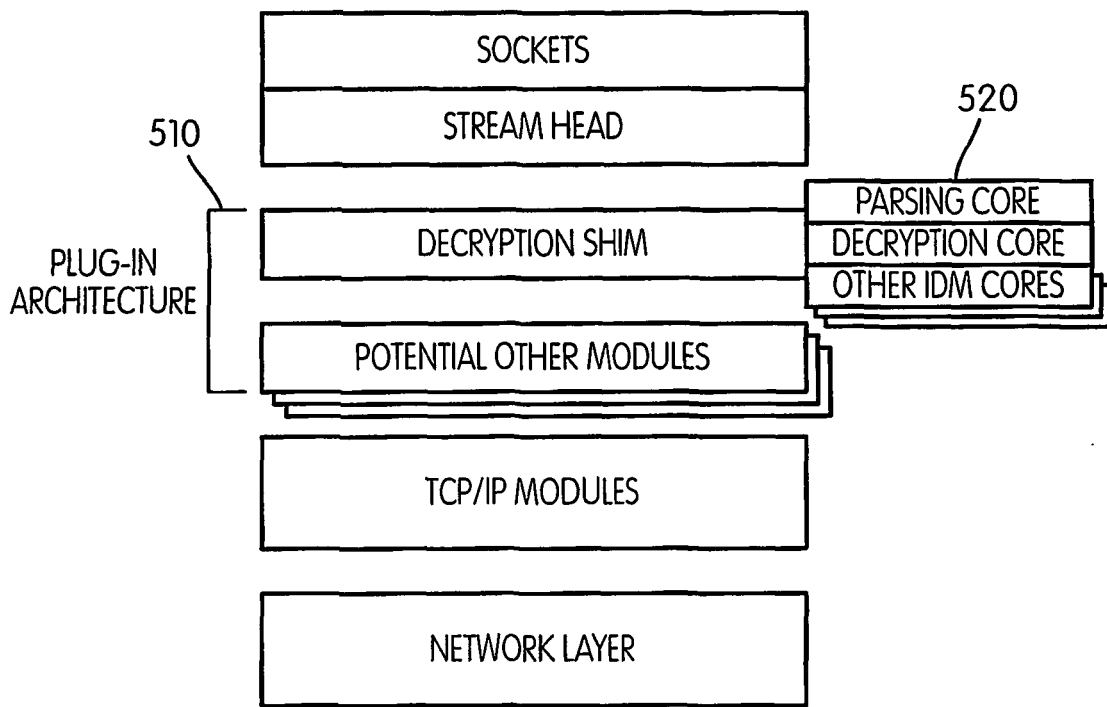 SOCKETS
STREAM HEAD
510
520
PARSING CORE
DECRYPTION SHIM
DECRYPTION CORE
OTHER IDM CORES
PLUG-IN
ARCHITECTURE
POTENTIAL OTHER MODULES
TCP/IP MODULES
NETWORK LAYER